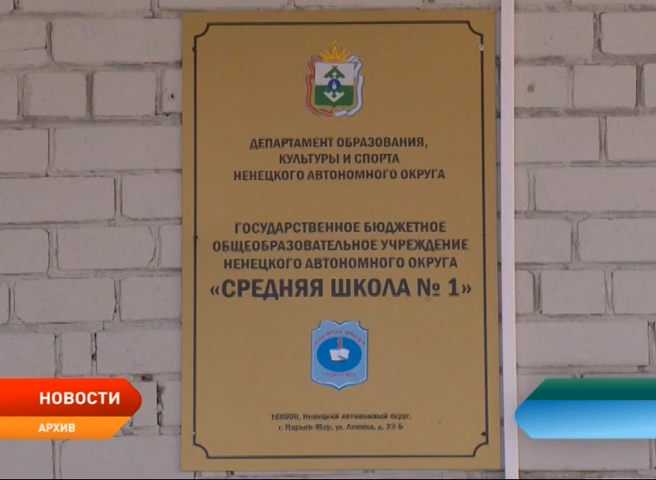 ДЕПАРТАМЕНТ ОБРАЗОВАНИЯ,
КУЛЬТУРЫ И СПОРТА
НЕНЕЦКОГО АВТОНОМНОГО ОКРУГА
ГОСУДАРСТВЕННОЕ БЮДЖЕТНОЕ
ОБЩЕОБРАЗОВАТЕЛЬНОЕ УЧРЕЖДЕНИЕ
НЕНЕЦКОГО АВТОНОМНОГО ОКРУГА
«СРЕДНЯЯ ШКОЛА № 1»
166000, Ненецкий автономный округ,
г. Нарьян-Мар, ул. Ленина, д. 23-Б
НОВОСТИ
АРХИВ